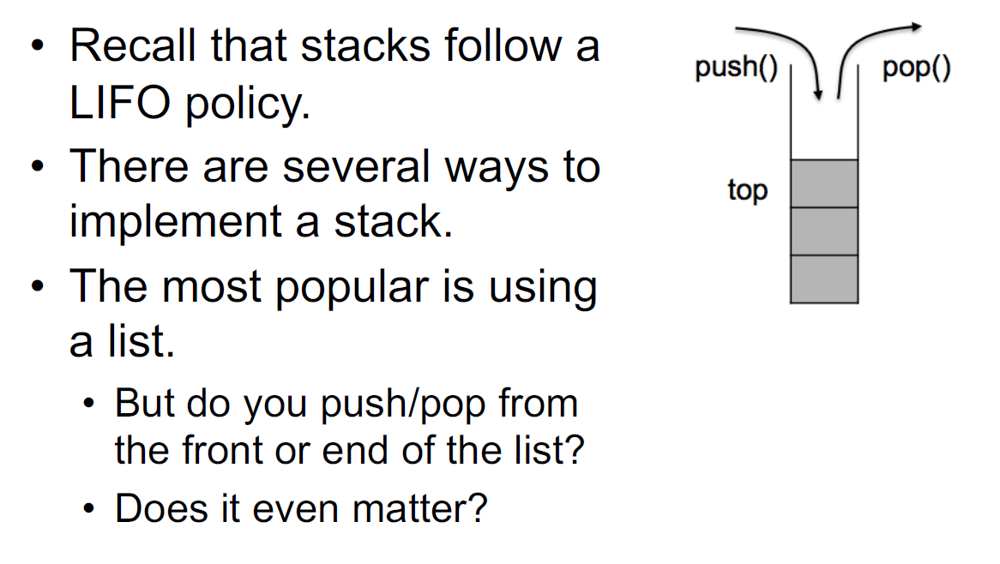 • Recall that stacks follow a
LIFO policy.
• There are several ways to
implement a stack.
• The most popular is using
a list.
• But do you push/pop from
the front or end of the list?
• Does it even matter?
push()
pop()
top